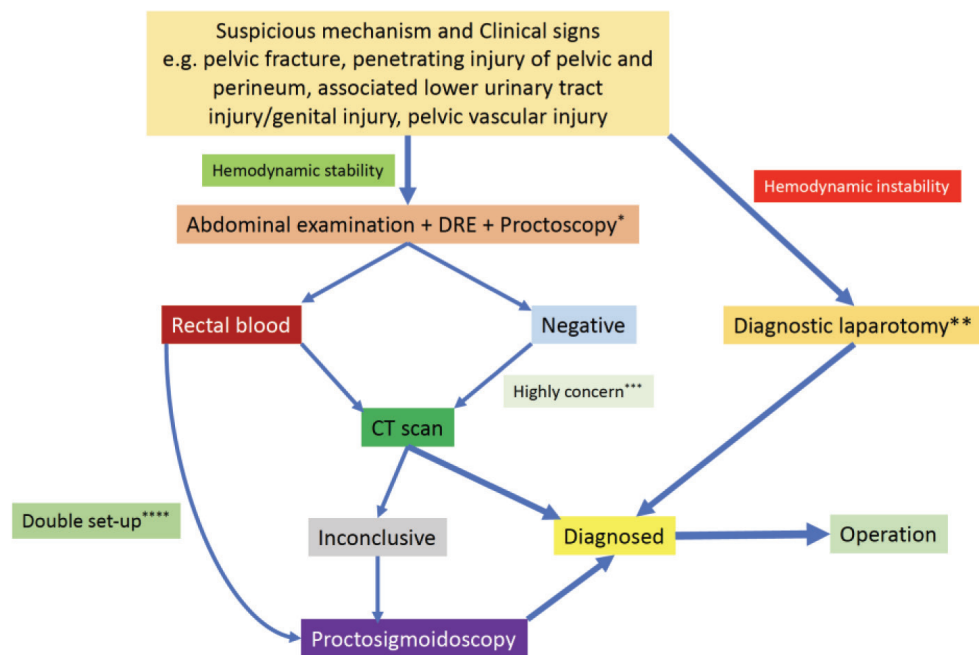 Suspicious mechanism and Clinical signs
e.g. pelvic fracture, penetrating injury of pelvic and
perineum, associated lower urinary tract
injury/genital injury, pelvic vascular injury
Hemodynamic stability
Hemodynamic instability
Abdominal examination + DRE + Proctoscopy*
Rectal blood
Negative
Diagnostic laparotomy**
Highly concern***
CT scan
Double set-up****
Inconclusive
Diagnosed
Operation
Proctosigmoidoscopy